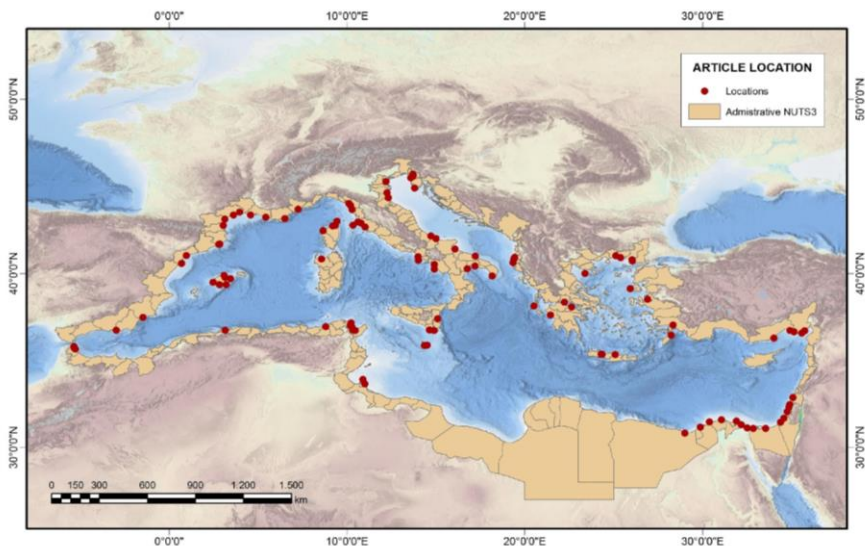 0°0'0" 10°0'0"E 20°0'0"E 30°0'0"E
ARTICLE LOCATION
Locations
Admistrative NUTS3
50°0'0"N 50°0'0"N
40°0'0"N 40°0'0"N
30°0'0"N 30°0'0"N
0 150 300 600 900 1.200 1.500
km
0°0'0" 10°0'0"E 20°0'0"E 30°0'0"E